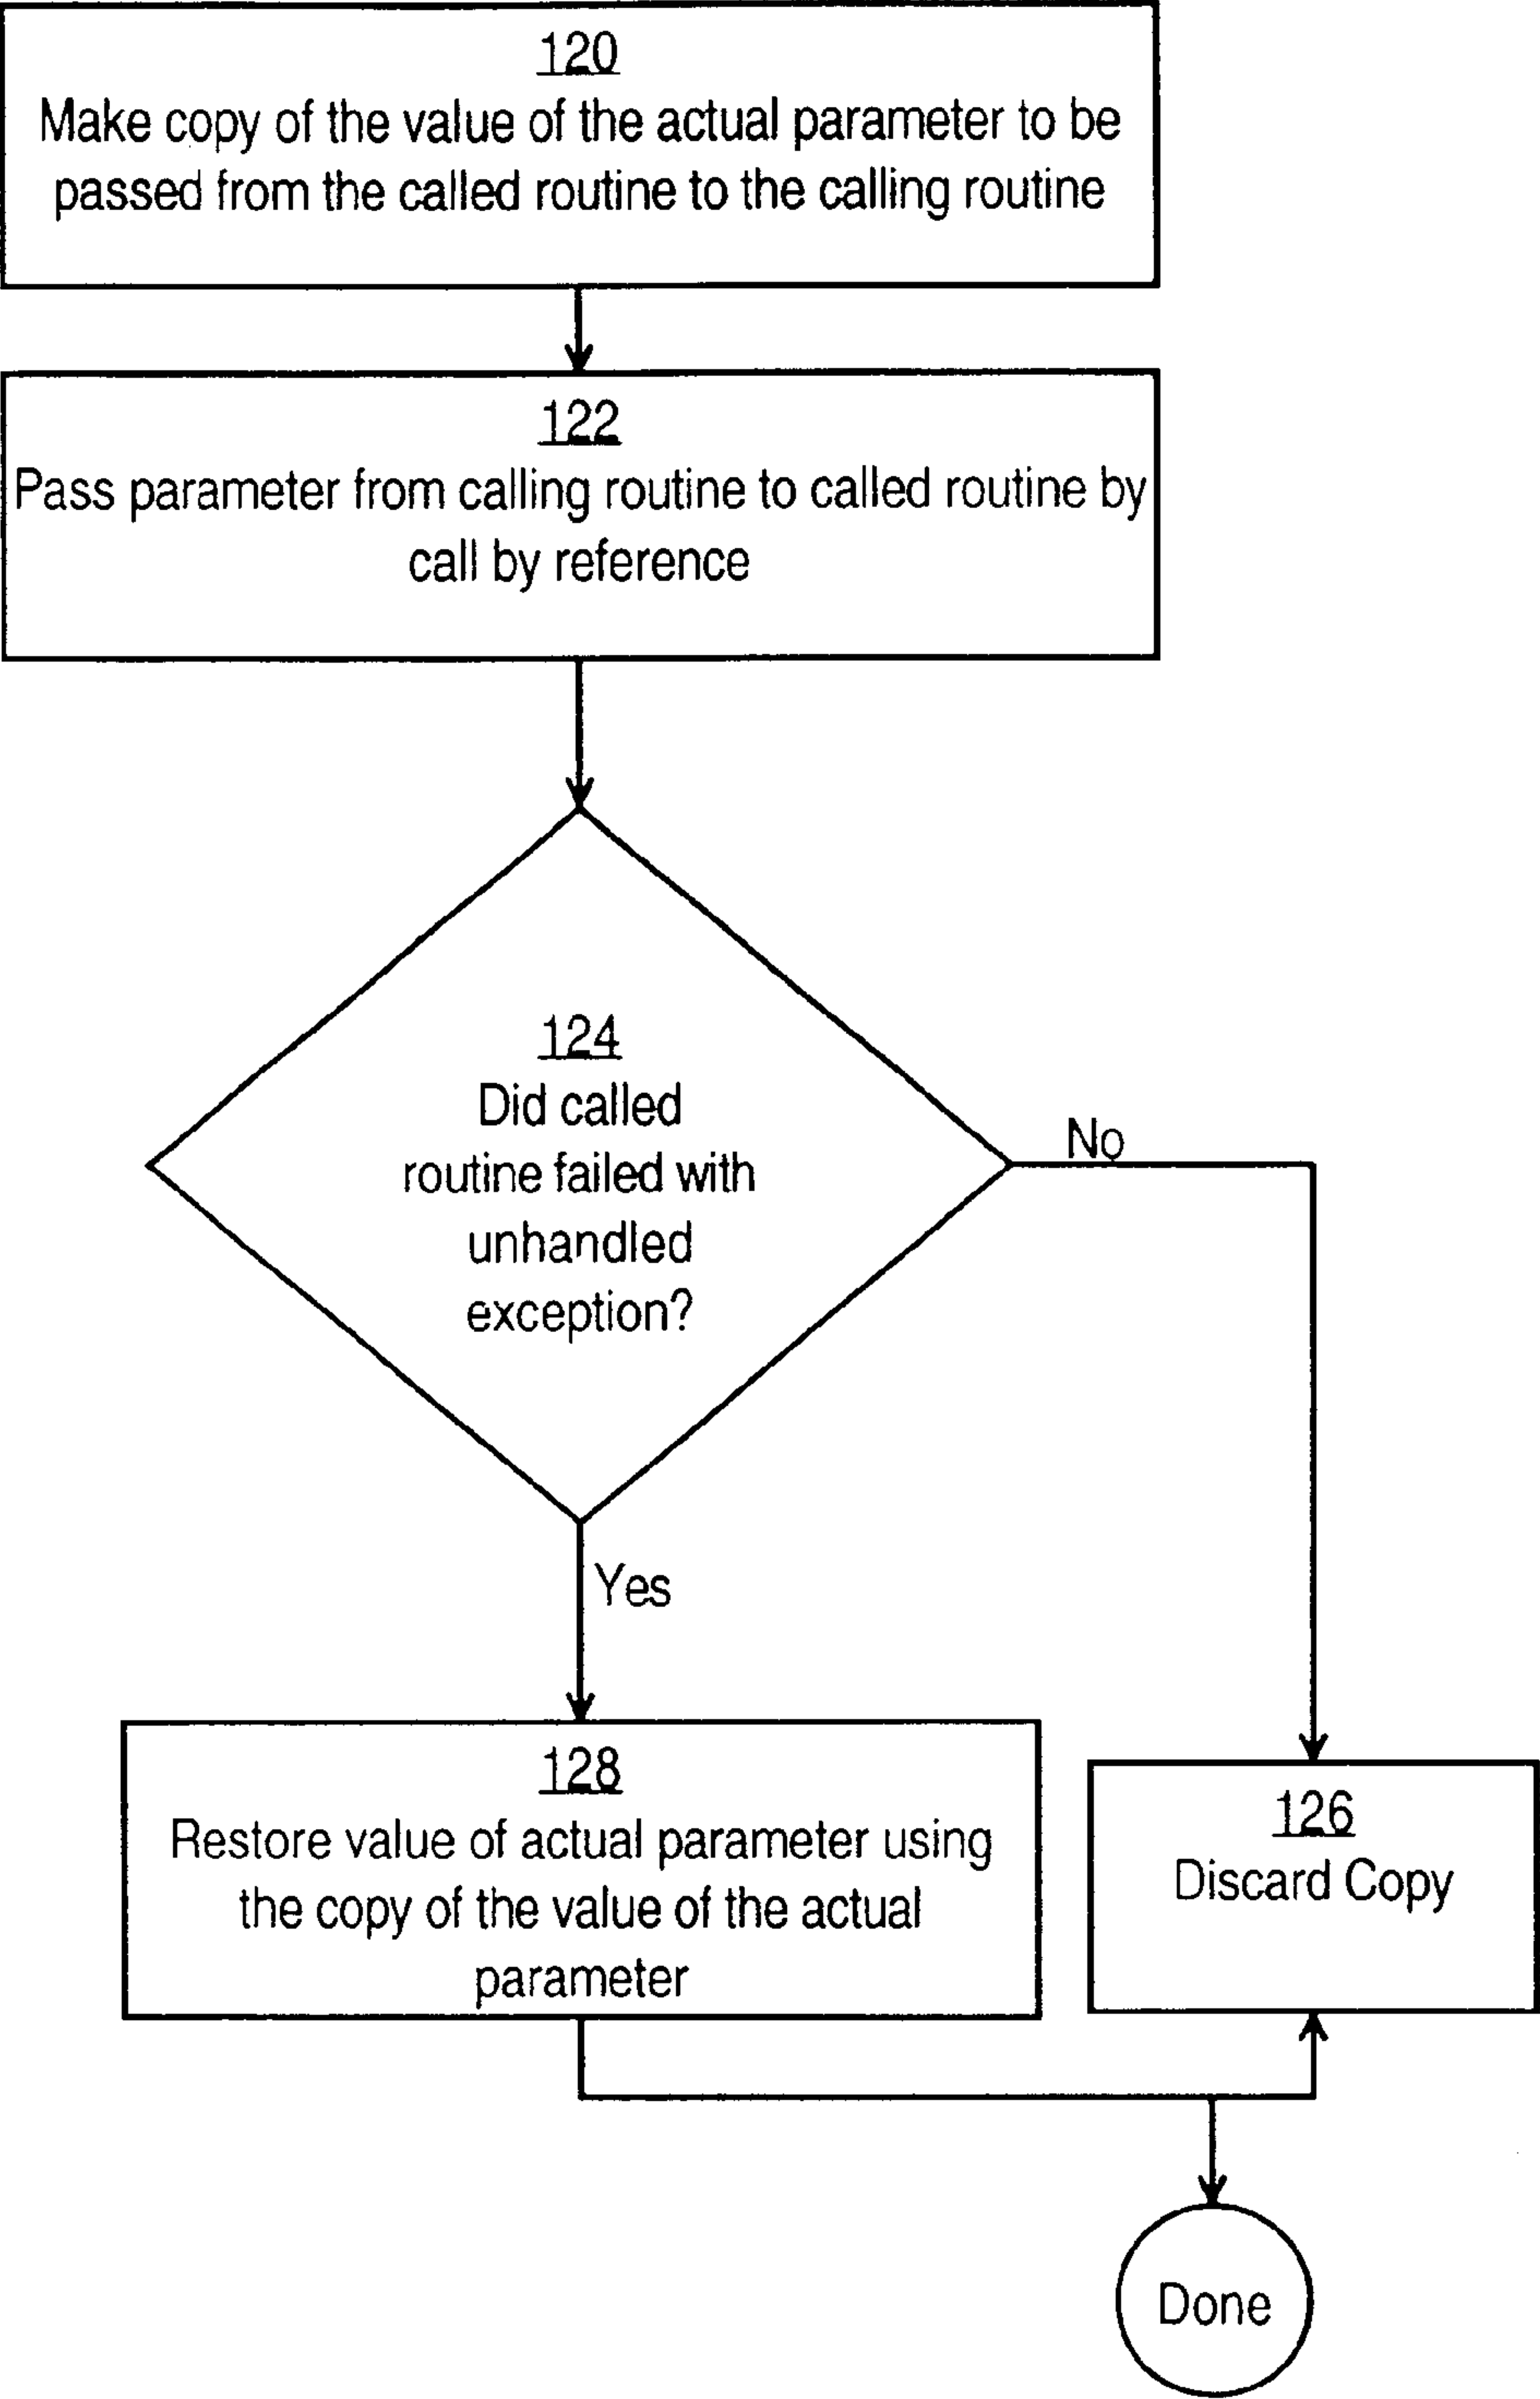 120
Make copy of the value of the actual parameter to be
passed from the called routine to the calling routine
122
Pass parameter from calling routine to called routine by
call by reference
124
Did called
routine failed with
unhandled
exception?
No
Yes
128
Restore value of actual parameter using
the copy of the value of the actual
parameter
126
Discard Copy
Done